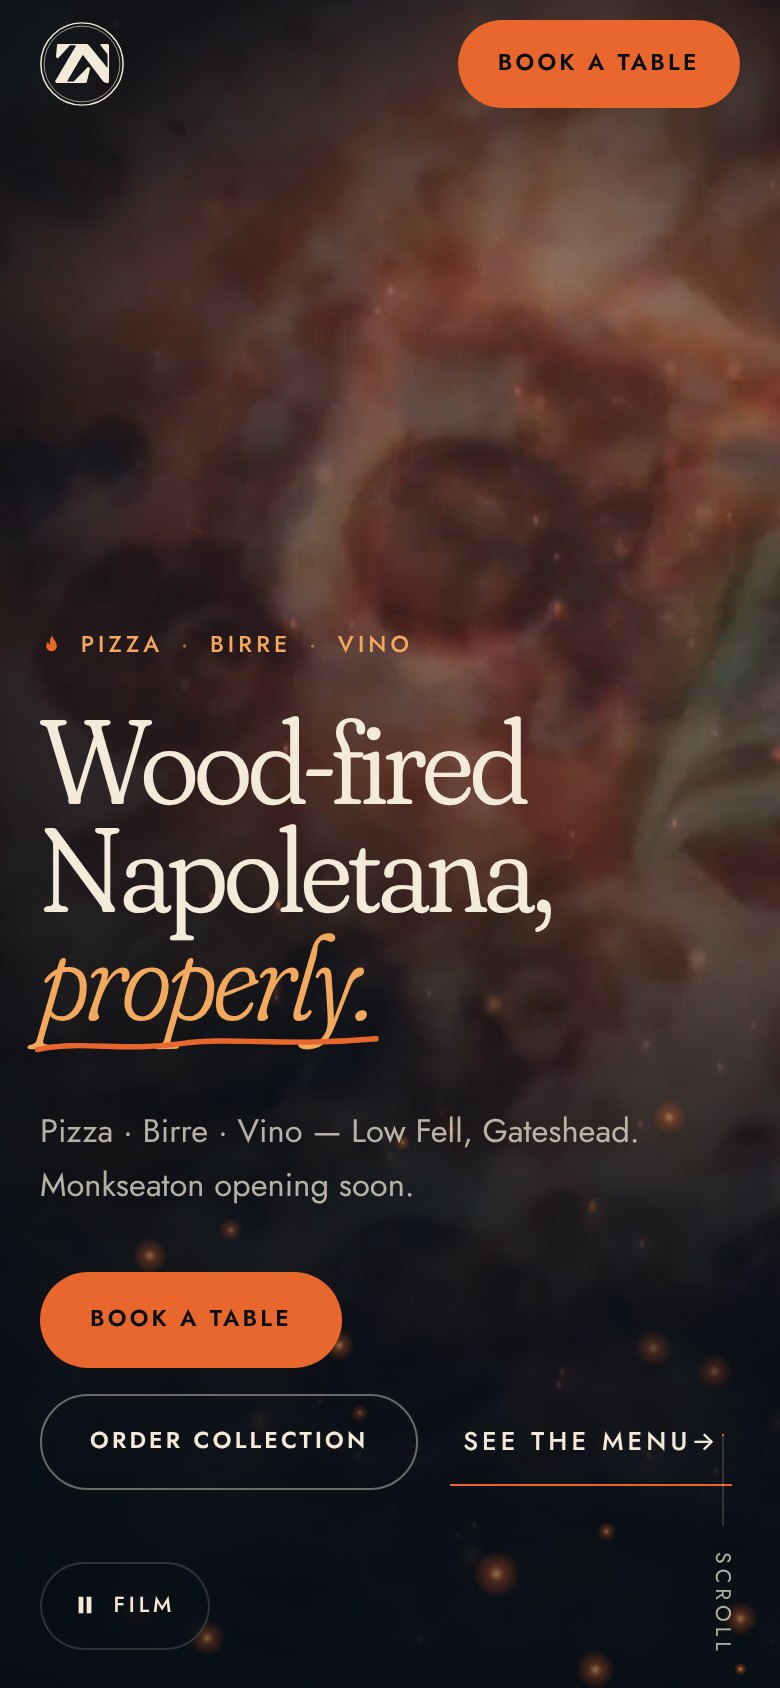 ZN
BOOK A TABLE
PIZZA · BIRRE · VINO
Wood-fired
Napoletana,
properly.
Pizza · Birre · Vino — Low Fell, Gateshead.
Monkseaton opening soon.
BOOK A TABLE
ORDER COLLECTION
SEE THE MENU→
FILM
SCROLL